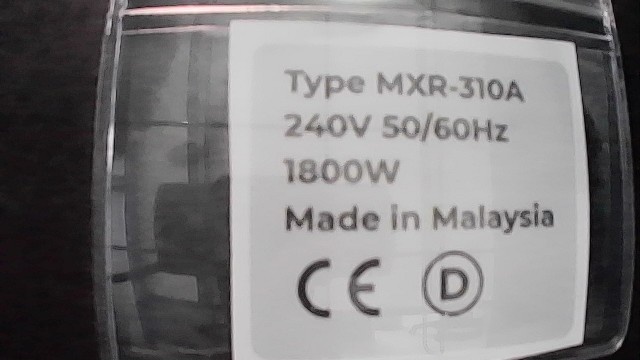 Type MXR-310A
240V 50/60Hz
1800W
Made in Malaysia
CE D